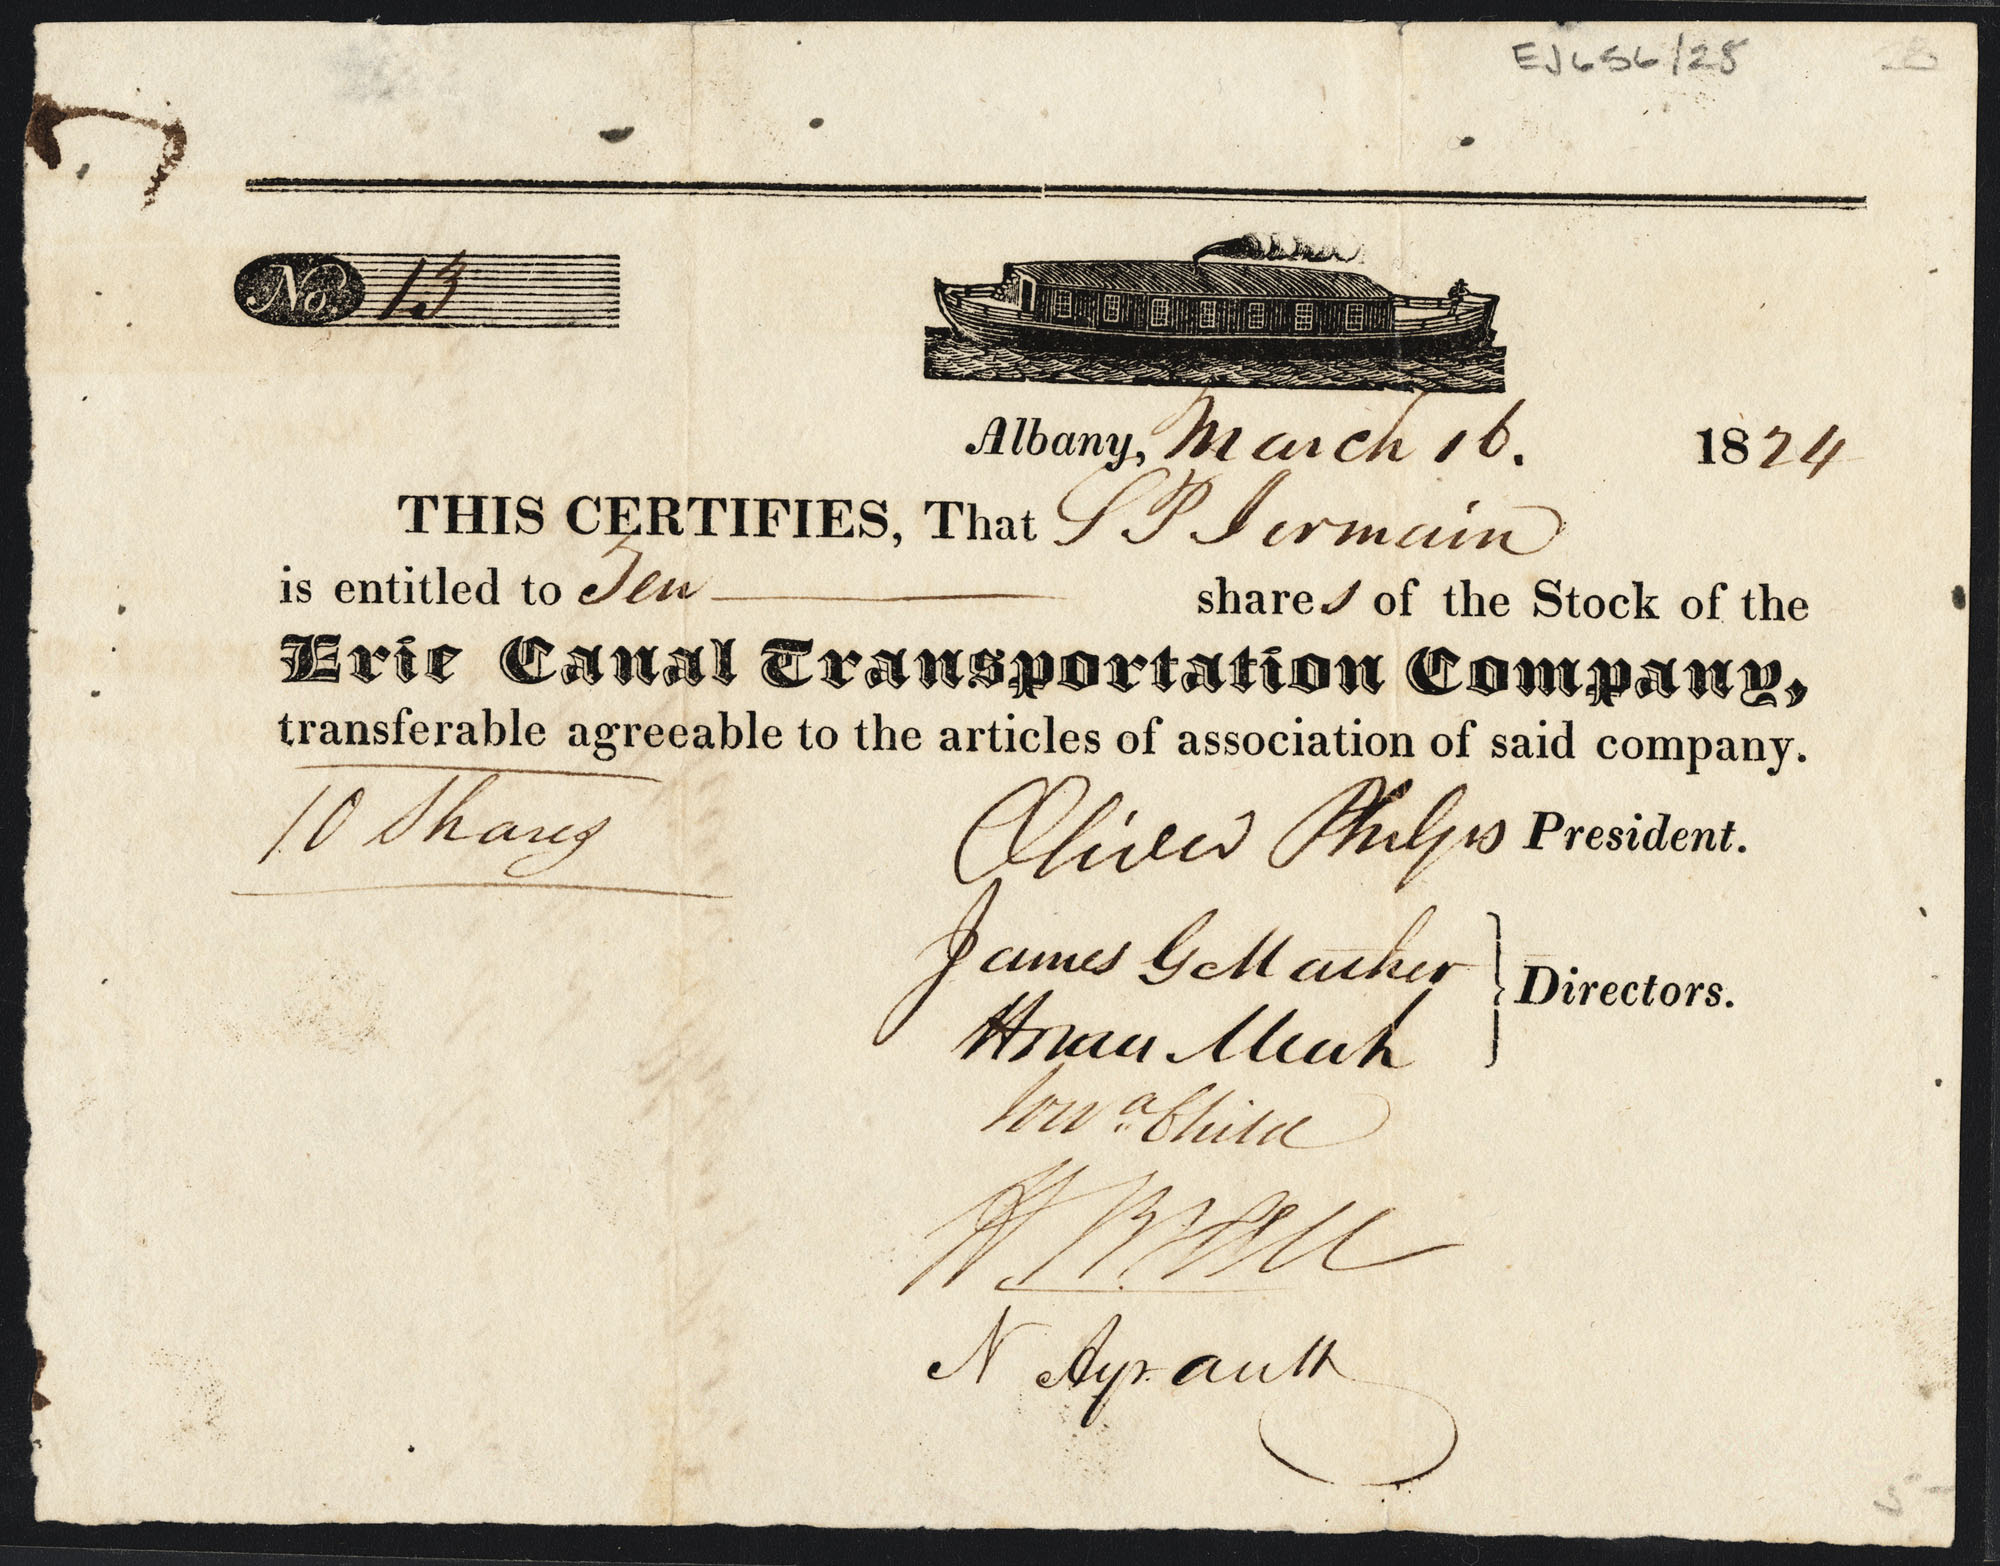 EJ656/25
No. 13
Albany, March 16. 1824
THIS CERTIFIES, That S P Jermain
is entitled to Ten shares of the Stock of the
Erie Canal Transportation Company,
transferable agreeable to the articles of association of said company.
10 Shares
Oliver Phelps President.
James G Mather
Directors.
Child
N Ayrault